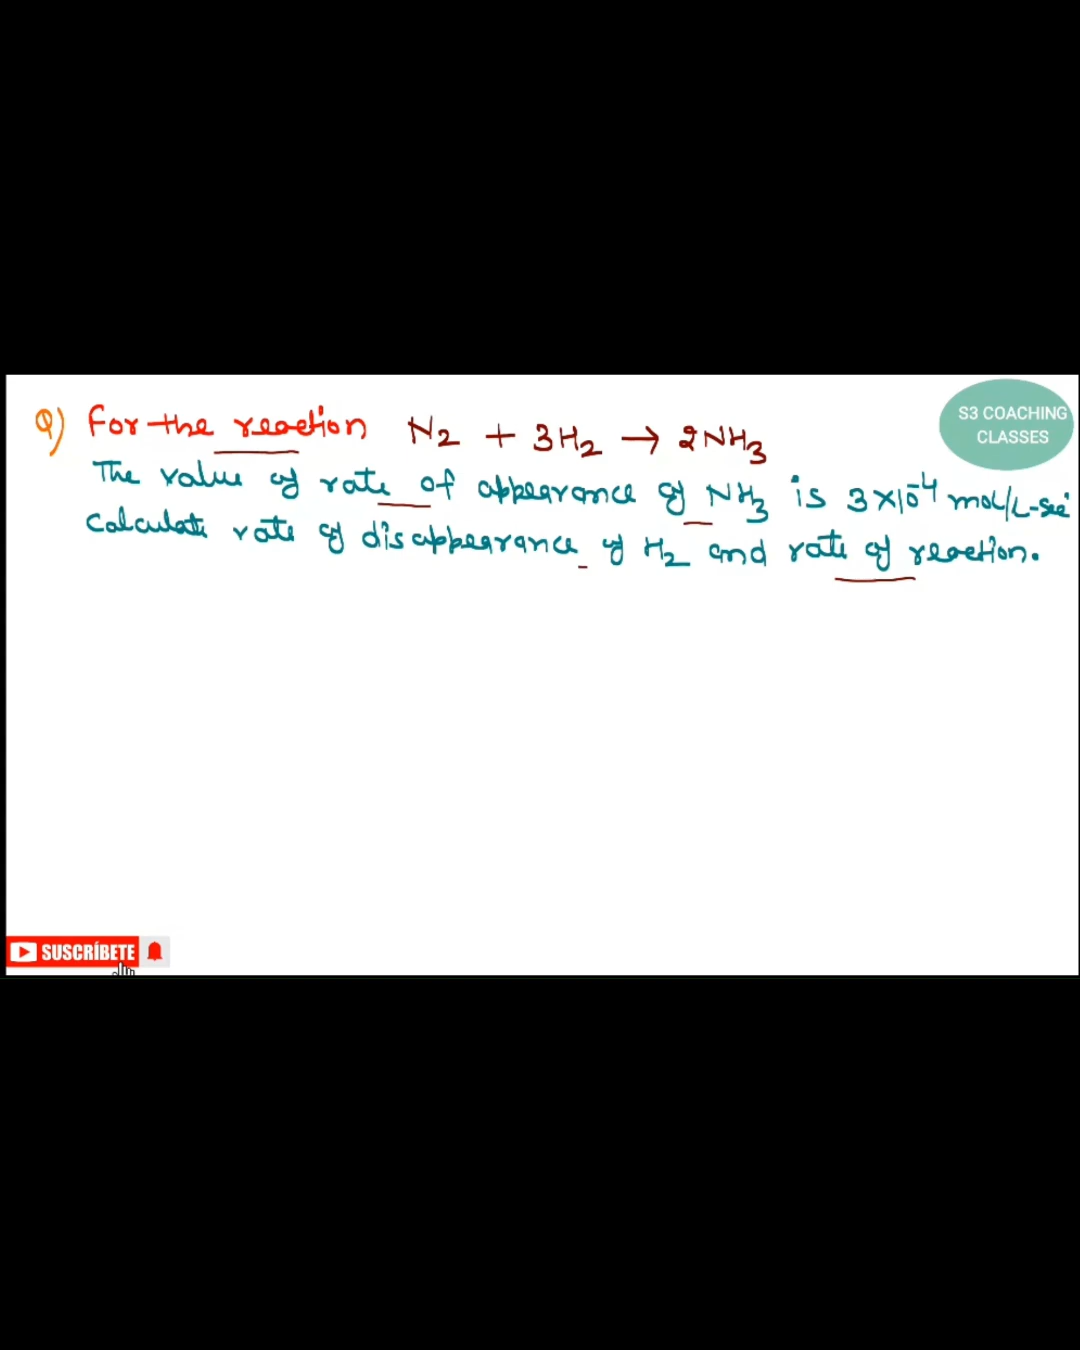 Q) For the reaction N₂ + 3H₂ → 2NH₃
The value of rate of appearance of NH₃ is 3×10⁻⁴ mol/L-sec
Calculate rate of disappearance of H₂ and rate of reaction.
S3 COACHING
CLASSES
SUSCRÍBETE